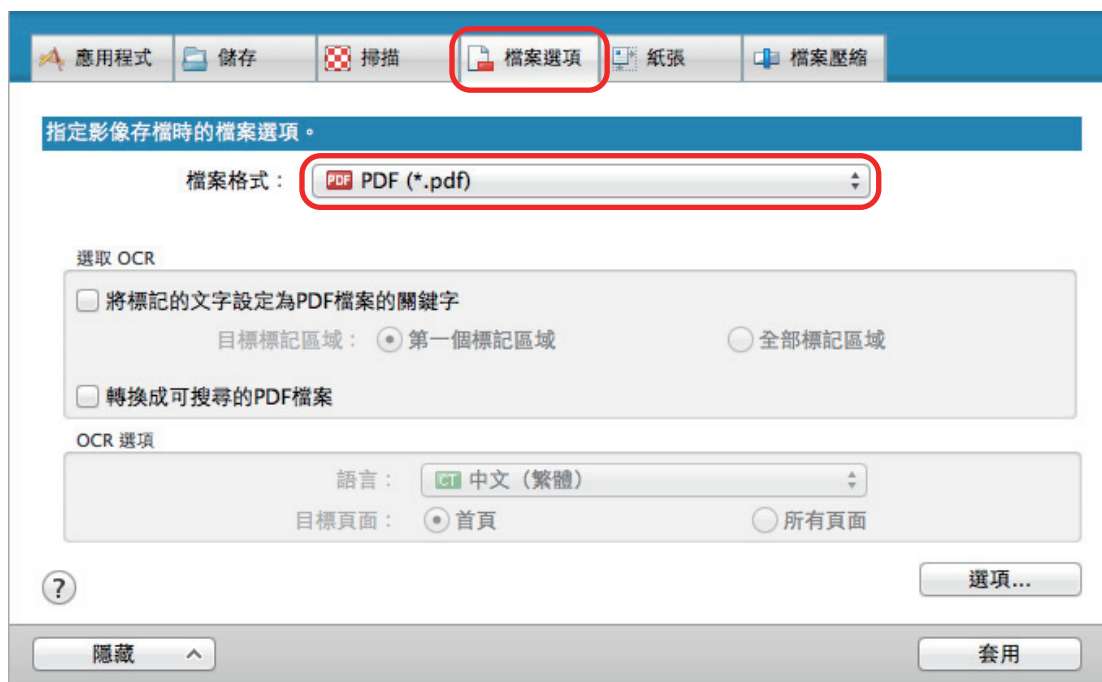 應用程式 儲存 掃描 檔案選項 紙張 檔案壓縮
指定影像存檔時的檔案選項。
檔案格式： PDF PDF (*.pdf)
選取 OCR
將標記的文字設定為PDF檔案的關鍵字
目標標記區域： 第一個標記區域 全部標記區域
轉換成可搜尋的PDF檔案
OCR 選項
語言： CT 中文（繁體）
目標頁面： 首頁 所有頁面
? 選項...
隱藏 套用